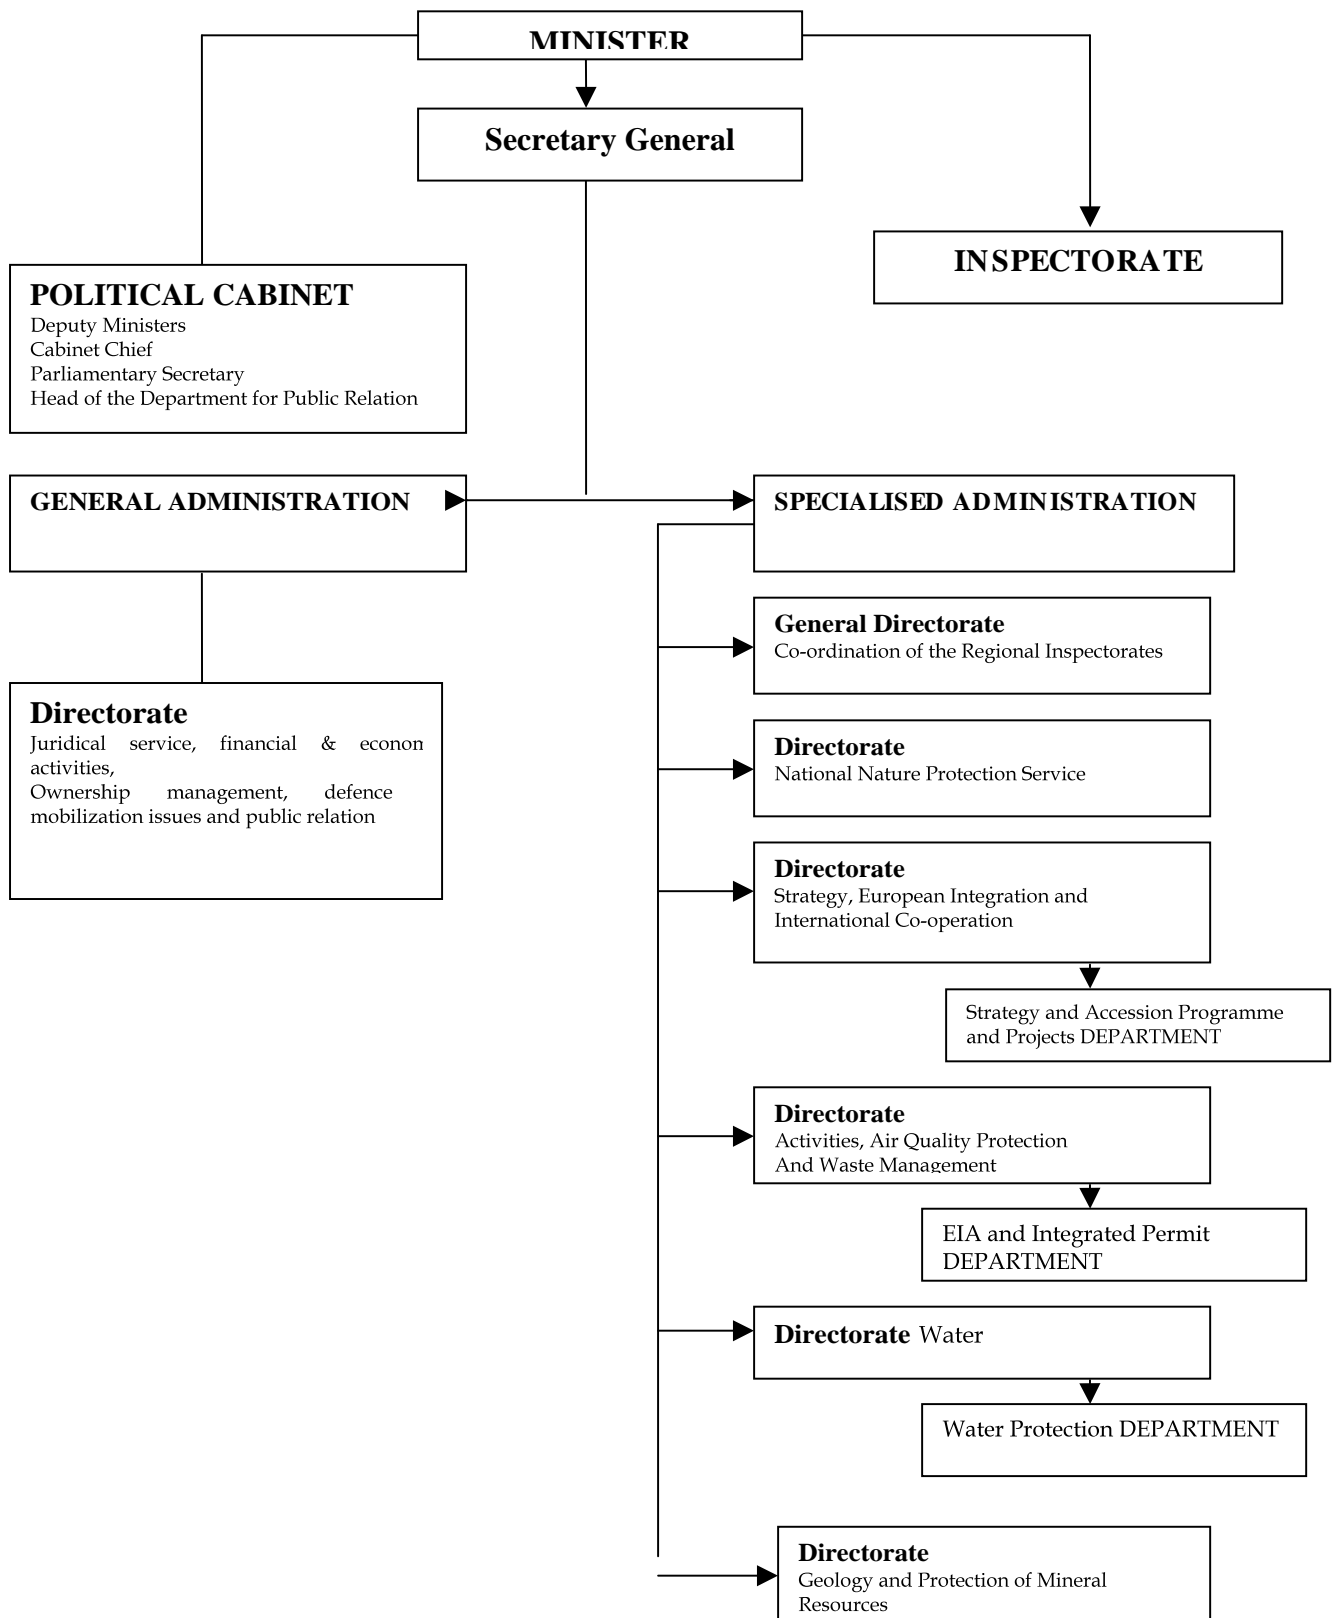 MINISTER
Secretary General
INSPECTORATE
POLITICAL CABINET
Deputy Ministers
Cabinet Chief
Parliamentary Secretary
Head of the Department for Public Relation
GENERAL ADMINISTRATION
SPECIALISED ADMINISTRATION
Directorate
Juridical service, financial & econom
activities,
Ownership management, defence
mobilization issues and public relation
General Directorate
Co-ordination of the Regional Inspectorates
Directorate
National Nature Protection Service
Directorate
Strategy, European Integration and
International Co-operation
Strategy and Accession Programme
and Projects DEPARTMENT
Directorate
Activities, Air Quality Protection
And Waste Management
EIA and Integrated Permit
DEPARTMENT
Directorate Water
Water Protection DEPARTMENT
Directorate
Geology and Protection of Mineral
Resources